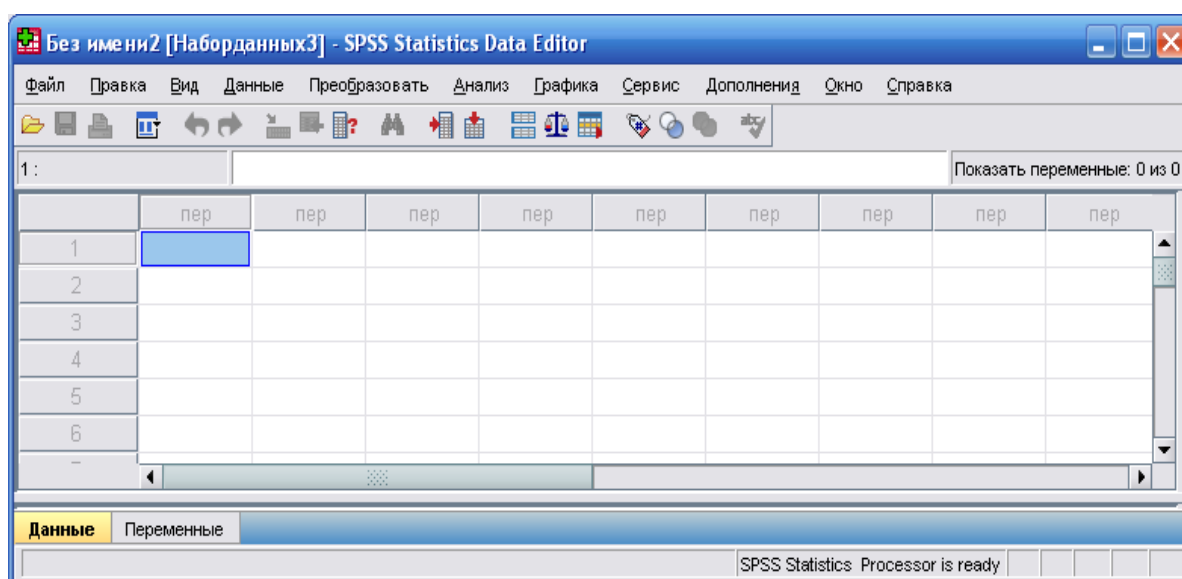 Без имени2 [Наборданных3] - SPSS Statistics Data Editor
Файл Правка Вид Данные Преобразовать Анализ Графика Сервис Дополнения Окно Справка
1 : Показать переменные: 0 из 0
пер пер пер пер пер пер пер пер пер
1
2
3
4
5
6
Данные Переменные
SPSS Statistics Processor is ready